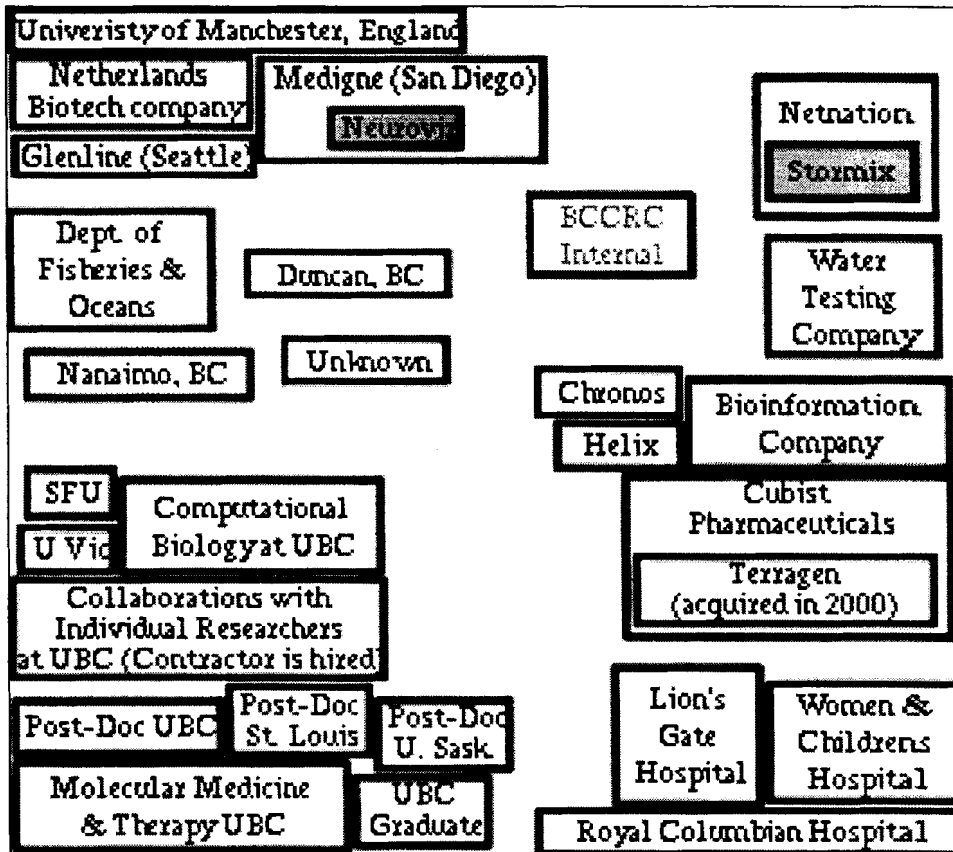 Univeristy of Manchester, England
Netherlands
Biotech company
Medigne (San Diego)
Neurovir
Glenline (Seattle)
Netnation
Stormix
Dept. of
Fisheries &
Oceans
Duncan, BC
BCCRC
Internal
Water
Testing
Company
Nanaimo, BC
Unknown
Chronos
Helix
Bioinformation
Company
SFU
U Vic
Computational
Biology at UBC
Cubist
Pharmaceuticals
Terragen
(acquired in 2000)
Collaborations with
Individual Researchers
at UBC (Contractor is hired)
Post-Doc UBC
Post-Doc
St. Louis
Post-Doc
U. Sask.
Molecular Medicine
& Therapy UBC
UBC
Graduate
Lion's
Gate
Hospital
Women &
Childrens
Hospital
Royal Columbian Hospital